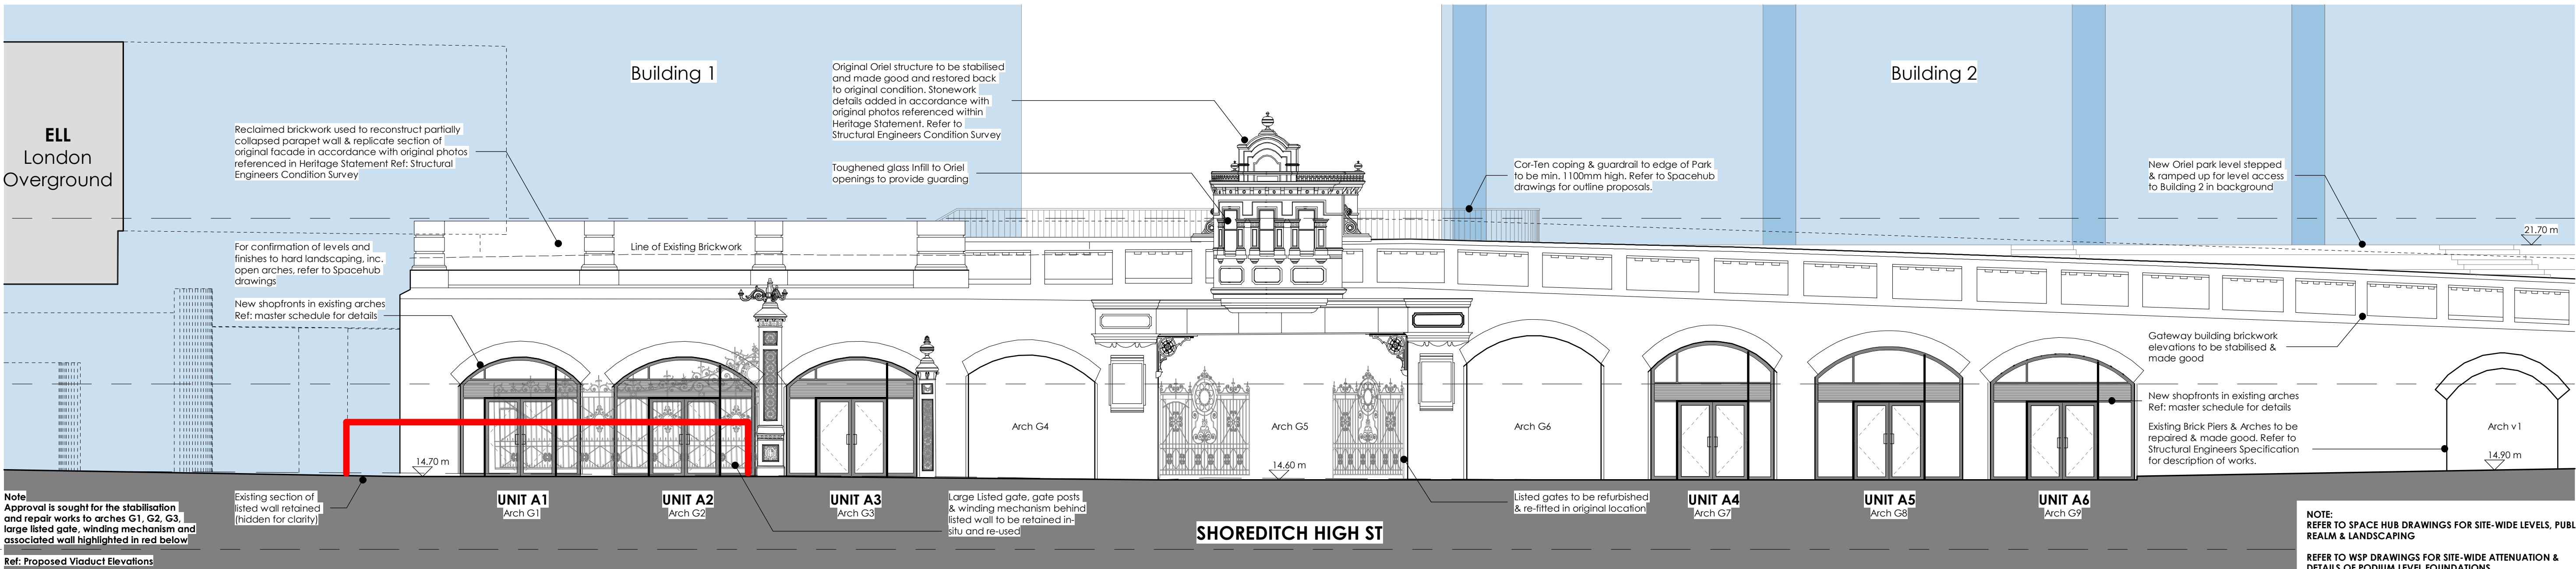 ELL
London
Overground
Building 1
Building 2
Reclaimed brickwork used to reconstruct partially
collapsed parapet wall & replicate section of
original facade in accordance with original photos
referenced in Heritage Statement Ref: Structural
Engineers Condition Survey
Original Oriel structure to be stabilised
and made good and restored back
to original condition. Stonework
details added in accordance with
original photos referenced within
Heritage Statement. Refer to
Structural Engineers Condition Survey
Toughened glass Infill to Oriel
openings to provide guarding
Cor-Ten coping & guardrail to edge of Park
to be min. 1100mm high. Refer to Spacehub
drawings for outline proposals.
New Oriel park level stepped
& ramped up for level access
to Building 2 in background
21.70 m
For confirmation of levels and
finishes to hard landscaping, inc.
open arches, refer to Spacehub
drawings
Line of Existing Brickwork
New shopfronts in existing arches
Ref: master schedule for details
Gateway building brickwork
elevations to be stabilised &
made good
New shopfronts in existing arches
Ref: master schedule for details
Existing Brick Piers & Arches to be
repaired & made good. Refer to
Structural Engineers Specification
for description of works.
Arch G4
Arch G5
Arch G6
Arch v1
14.70 m
14.60 m
14.90 m
Note
Approval is sought for the stabilisation
and repair works to arches G1, G2, G3,
large listed gate, winding mechanism and
associated wall highlighted in red below
Ref: Proposed Viaduct Elevations
Existing section of
listed wall retained
(hidden for clarity)
UNIT A1
Arch G1
UNIT A2
Arch G2
UNIT A3
Arch G3
Large Listed gate, gate posts
& winding mechanism behind
listed wall to be retained in-
situ and re-used
SHOREDITCH HIGH ST
Listed gates to be refurbished
& re-fitted in original location
UNIT A4
Arch G7
UNIT A5
Arch G8
UNIT A6
Arch G9
NOTE:
REFER TO SPACE HUB DRAWINGS FOR SITE-WIDE LEVELS, PUBL
REALM & LANDSCAPING
REFER TO WSP DRAWINGS FOR SITE-WIDE ATTENUATION &
DETAILS OF PODIUM LEVEL FOUNDATIONS